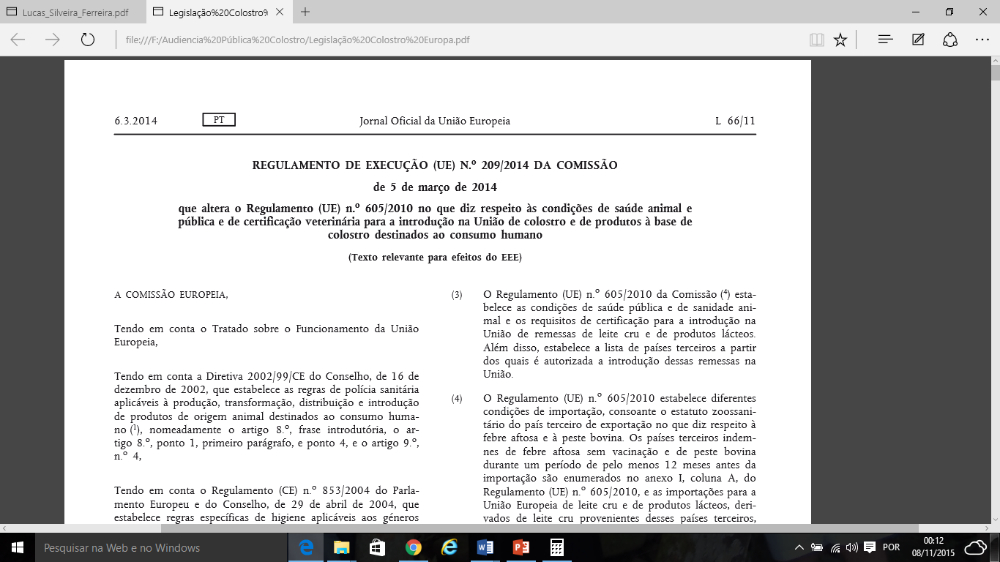 Lucas_Silveira_Ferreira.pdf
Legislação%20Colostro%
file:///F:/Audiencia%20Pública%20Colostro/Legislação%20Colostro%20Europa.pdf
6.3.2014
PT
Jornal Oficial da União Europeia
L 66/11
REGULAMENTO DE EXECUÇÃO (UE) N.º 209/2014 DA COMISSÃO
de 5 de março de 2014
que altera o Regulamento (UE) n.º 605/2010 no que diz respeito às condições de saúde animal e
pública e de certificação veterinária para a introdução na União de colostro e de produtos à base de
colostro destinados ao consumo humano
(Texto relevante para efeitos do EEE)
A COMISSÃO EUROPEIA,
Tendo em conta o Tratado sobre o Funcionamento da União
Europeia,
Tendo em conta a Diretiva 2002/99/CE do Conselho, de 16 de
dezembro de 2002, que estabelece as regras de polícia sanitária
aplicáveis à produção, transformação, distribuição e introdução
de produtos de origem animal destinados ao consumo huma-
no (¹), nomeadamente o artigo 8.º, frase introdutória, o ar-
tigo 8.º, ponto 1, primeiro parágrafo, e ponto 4, e o artigo 9.º,
n.º 4,
Tendo em conta o Regulamento (CE) n.º 853/2004 do Parla-
mento Europeu e do Conselho, de 29 de abril de 2004, que
estabelece regras específicas de higiene aplicáveis aos géneros
(3) O Regulamento (UE) n.º 605/2010 da Comissão (⁴) esta-
belece as condições de saúde pública e de sanidade ani-
mal e os requisitos de certificação para a introdução na
União de remessas de leite cru e de produtos lácteos.
Além disso, estabelece a lista de países terceiros a partir
dos quais é autorizada a introdução dessas remessas na
União.
(4) O Regulamento (UE) n.º 605/2010 estabelece diferentes
condições de importação, consoante o estatuto zoossani-
tário do país terceiro de exportação no que diz respeito à
febre aftosa e à peste bovina. Os países terceiros indem-
nes de febre aftosa sem vacinação e de peste bovina
durante um período de pelo menos 12 meses antes da
importação são enumerados no anexo I, coluna A, do
Regulamento (UE) n.º 605/2010, e as importações para a
União Europeia de leite cru e de produtos lácteos, deri-
vados de leite cru provenientes desses países terceiros,
Pesquisar na Web e no Windows
POR
00:12
08/11/2015